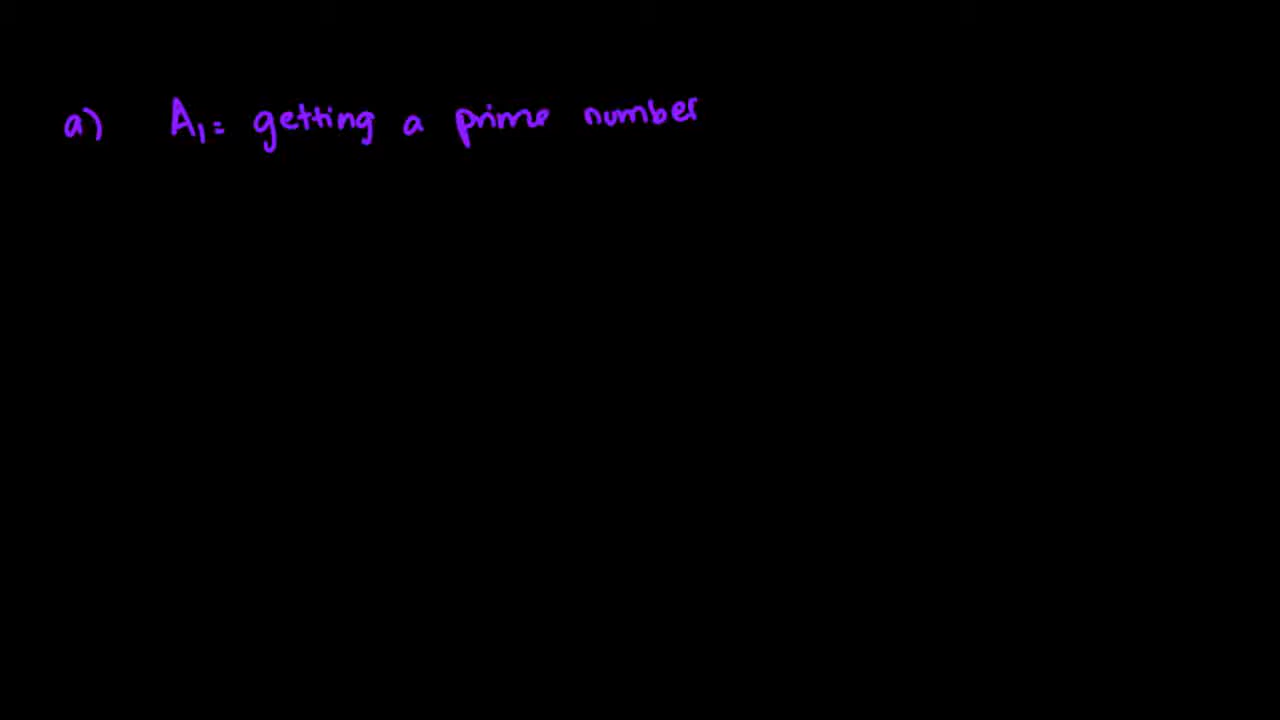 a) A₁ = getting a prime number